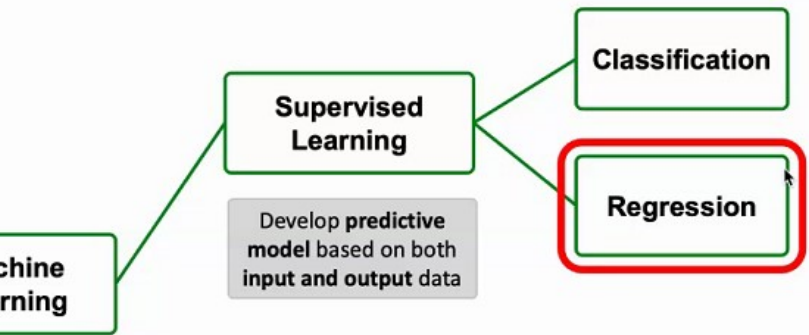 Classification
Supervised
Learning
Regression
Develop predictive
model based on both
input and output data
chine
rning